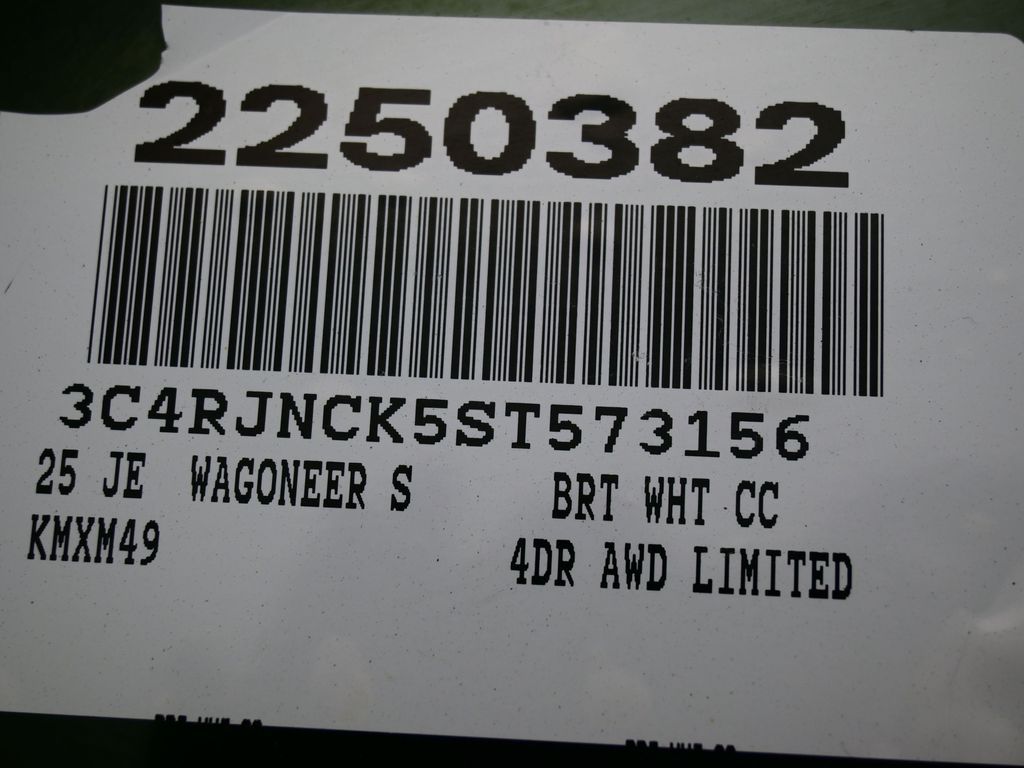 2250382
3C4RJNCK5ST573156
25 JE WAGONEER S BRT WHT CC
KMXM49 4DR AWD LIMITED